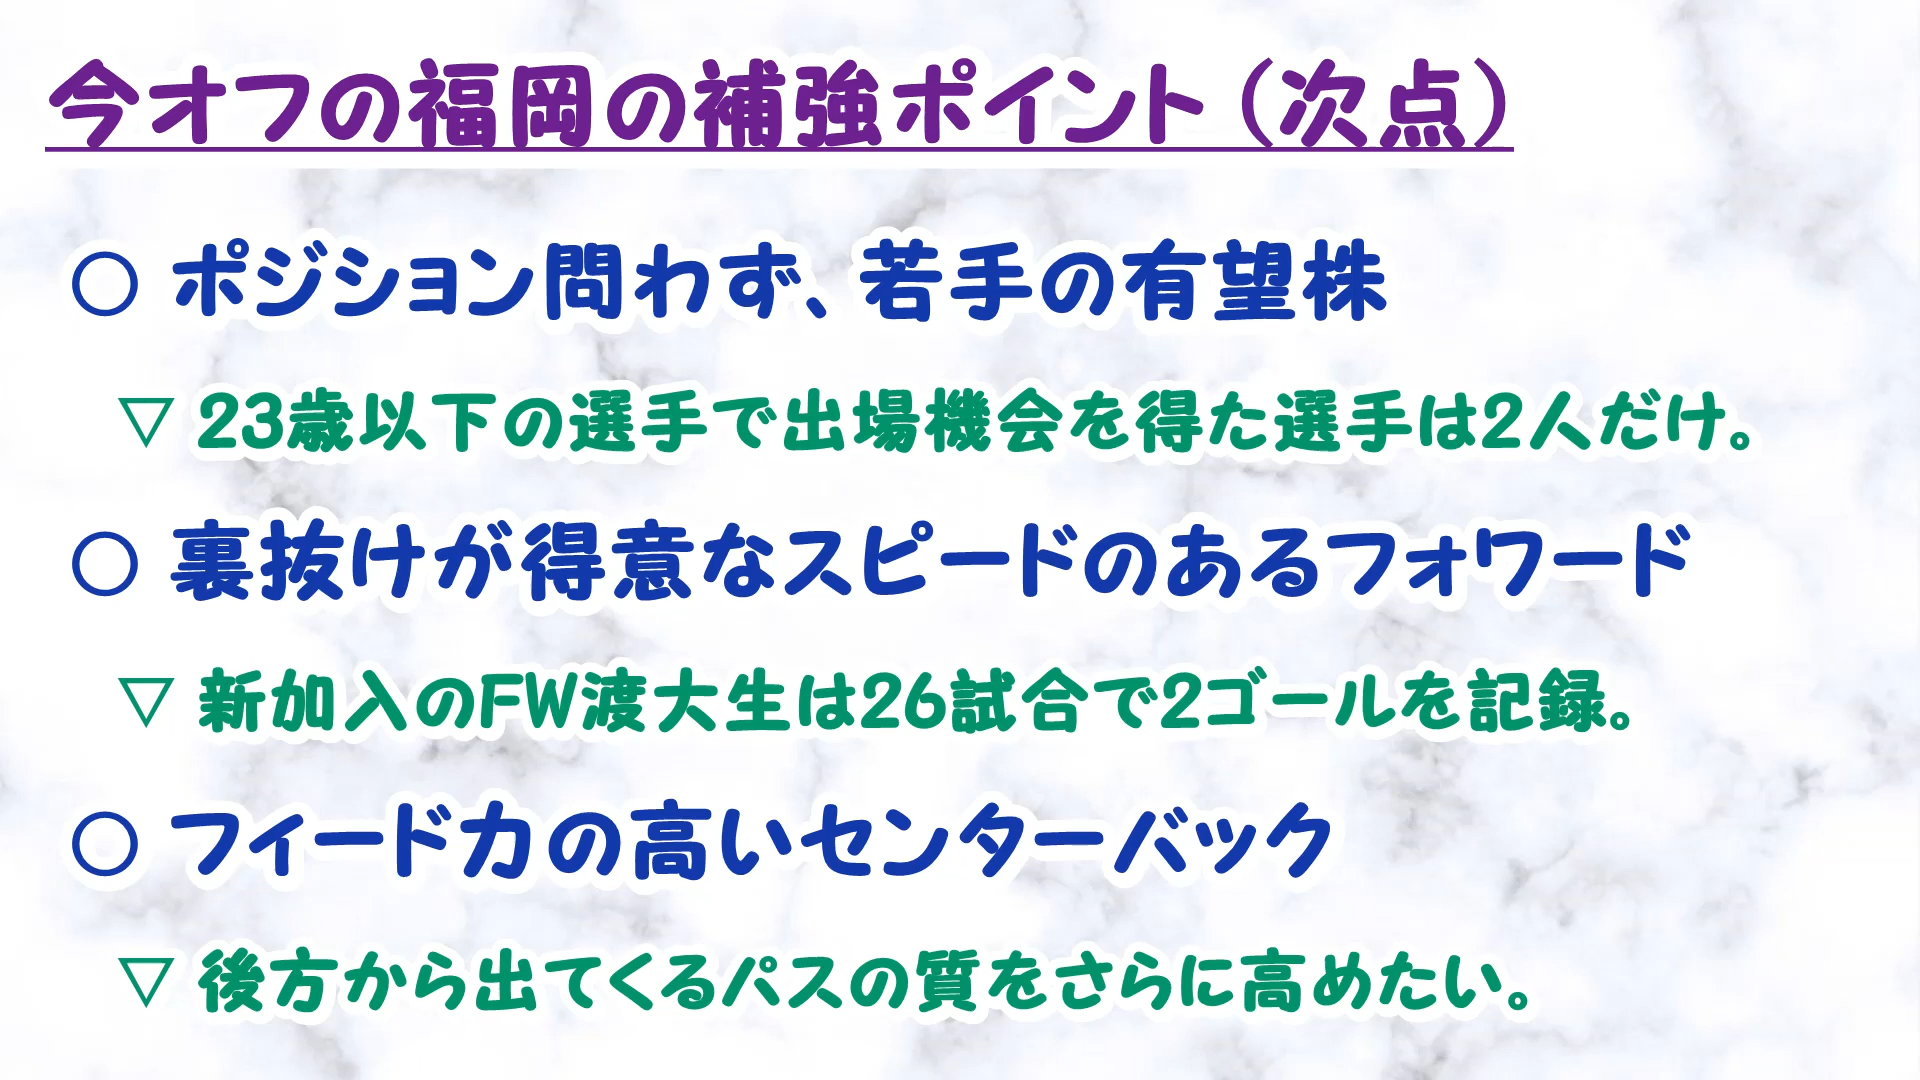 今オフの福岡の補強ポイント（次点）
○ ポジション問わず、若手の有望株
▽ 23歳以下の選手で出場機会を得た選手は2人だけ。
○ 裏抜けが得意なスピードのあるフォワード
▽ 新加入のFW渡大生は26試合で2ゴールを記録。
○ フィード力の高いセンターバック
▽ 後方から出てくるパスの質をさらに高めたい。